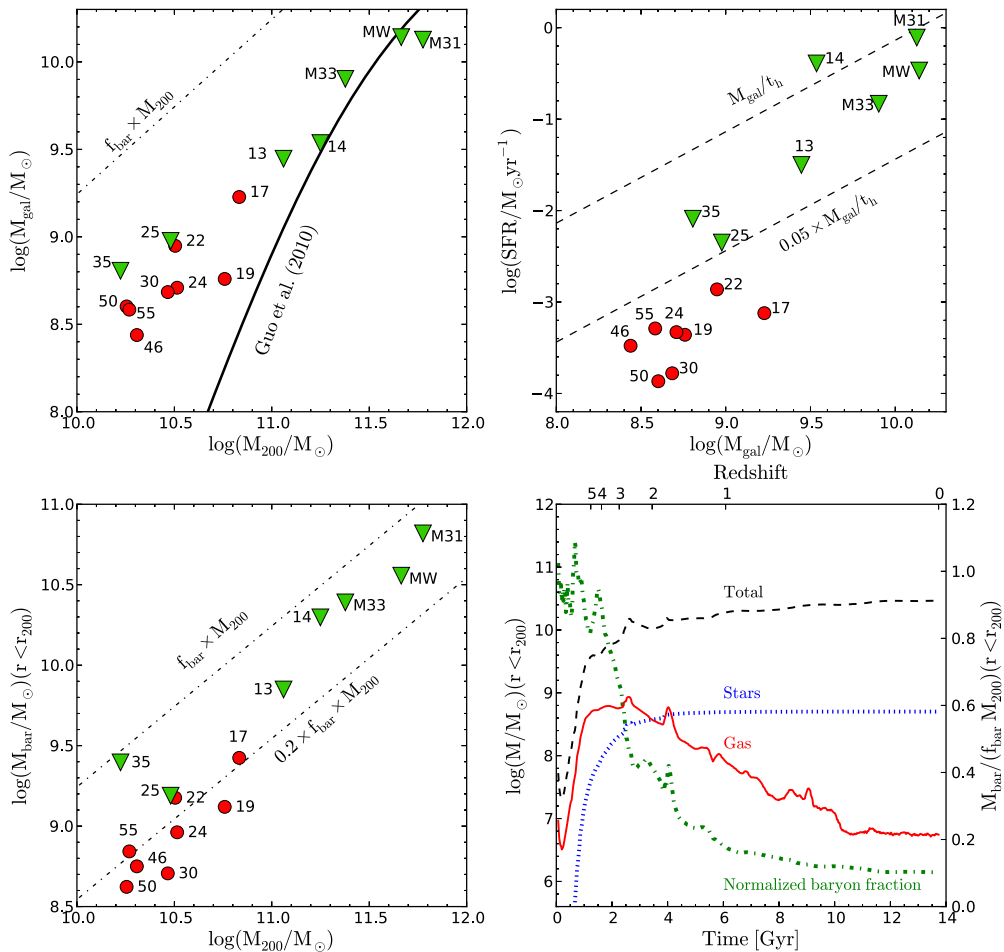 log(M_gal/M_⊙)
10.0
9.5
9.0
8.5
8.0
f_bar × M_200
MW
M31
M33
14
13
17
25
22
35
30
24
19
50
55
46
Guo et al. (2010)
10.0 10.5 11.0 11.5 12.0
log(M_200/M_⊙)
log(SFR/M_⊙yr^−1)
0
−1
−2
−3
−4
M31
14
MW
M_gal/t_h
M33
13
35
25
0.05 × M_gal/t_h
22
17
55 24
46
19
50
30
8.0 8.5 9.0 9.5 10.0
log(M_gal/M_⊙)
log(M_bar/M_⊙)(r < r_200)
11.0
10.5
10.0
9.5
9.0
8.5
M31
MW
M33
14
f_bar × M_200
13
0.2 × f_bar × M_200
17
35
25
22
19
24
55
46
30
50
10.0 10.5 11.0 11.5 12.0
log(M_200/M_⊙)
Redshift
5 4 3 2 1 0
log(M/M_⊙)(r < r_200)
12
11
10
9
8
7
6
Total
Stars
Gas
Normalized baryon fraction
1.2
1.0
0.8
0.6
0.4
0.2
0.0
M_bar/(f_bar M_200)(r < r_200)
0 2 4 6 8 10 12 14
Time [Gyr]